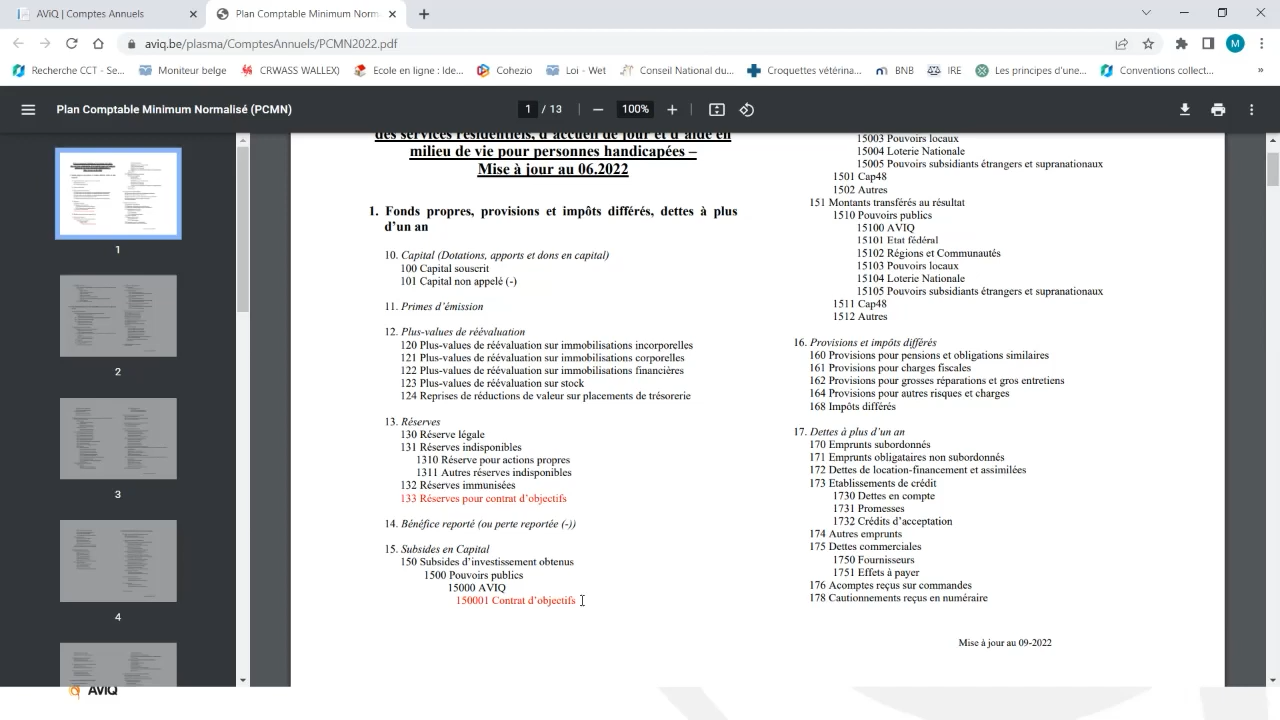 AViQ | Comptes Annuels
Plan Comptable Minimum Norm
aviq.be/plasma/ComptesAnnuels/PCMN2022.pdf
M
Recherche CCT - Se...
Moniteur belge
CRWASS WALLEX)
Ecole en ligne : Ide...
Cohezio
Loi - Wet
Conseil National du...
Croquettes vétérina...
BNB
IRE
Les principes d'une...
Conventions collect...
»
Plan Comptable Minimum Normalisé (PCMN)
1 / 13
100%
1
2
3
4
des services résidentiels, d'accueil de jour et d'aide en
milieu de vie pour personnes handicapées –
Mise à jour au 06.2022
1. Fonds propres, provisions et impôts différés, dettes à plus
d'un an
10. Capital (Dotations, apports et dons en capital)
100 Capital souscrit
101 Capital non appelé (-)
11. Primes d'émission
12. Plus-values de réévaluation
120 Plus-values de réévaluation sur immobilisations incorporelles
121 Plus-values de réévaluation sur immobilisations corporelles
122 Plus-values de réévaluation sur immobilisations financières
123 Plus-values de réévaluation sur stock
124 Reprises de réductions de valeur sur placements de trésorerie
13. Réserves
130 Réserve légale
131 Réserves indisponibles
1310 Réserve pour actions propres
1311 Autres réserves indisponibles
132 Réserves immunisées
133 Réserves pour contrat d'objectifs
14. Bénéfice reporté (ou perte reportée (-))
15. Subsides en Capital
150 Subsides d'investissement obtenus
1500 Pouvoirs publics
15000 AVIQ
150001 Contrat d'objectifs
15003 Pouvoirs locaux
15004 Loterie Nationale
15005 Pouvoirs subsidiants étrangers et supranationaux
1501 Cap48
1502 Autres
151 Montants transférés au résultat
1510 Pouvoirs publics
15100 AVIQ
15101 Etat fédéral
15102 Régions et Communautés
15103 Pouvoirs locaux
15104 Loterie Nationale
15105 Pouvoirs subsidiants étrangers et supranationaux
1511 Cap48
1512 Autres
16. Provisions et impôts différés
160 Provisions pour pensions et obligations similaires
161 Provisions pour charges fiscales
162 Provisions pour grosses réparations et gros entretiens
164 Provisions pour autres risques et charges
168 Impôts différés
17. Dettes à plus d'un an
170 Emprunts subordonnés
171 Emprunts obligataires non subordonnés
172 Dettes de location-financement et assimilées
173 Etablissements de crédit
1730 Dettes en compte
1731 Promesses
1732 Crédits d'acceptation
174 Autres emprunts
175 Dettes commerciales
1750 Fournisseurs
1751 Effets à payer
176 Acomptes reçus sur commandes
178 Cautionnements reçus en numéraire
Mise à jour au 09-2022
AVIQ